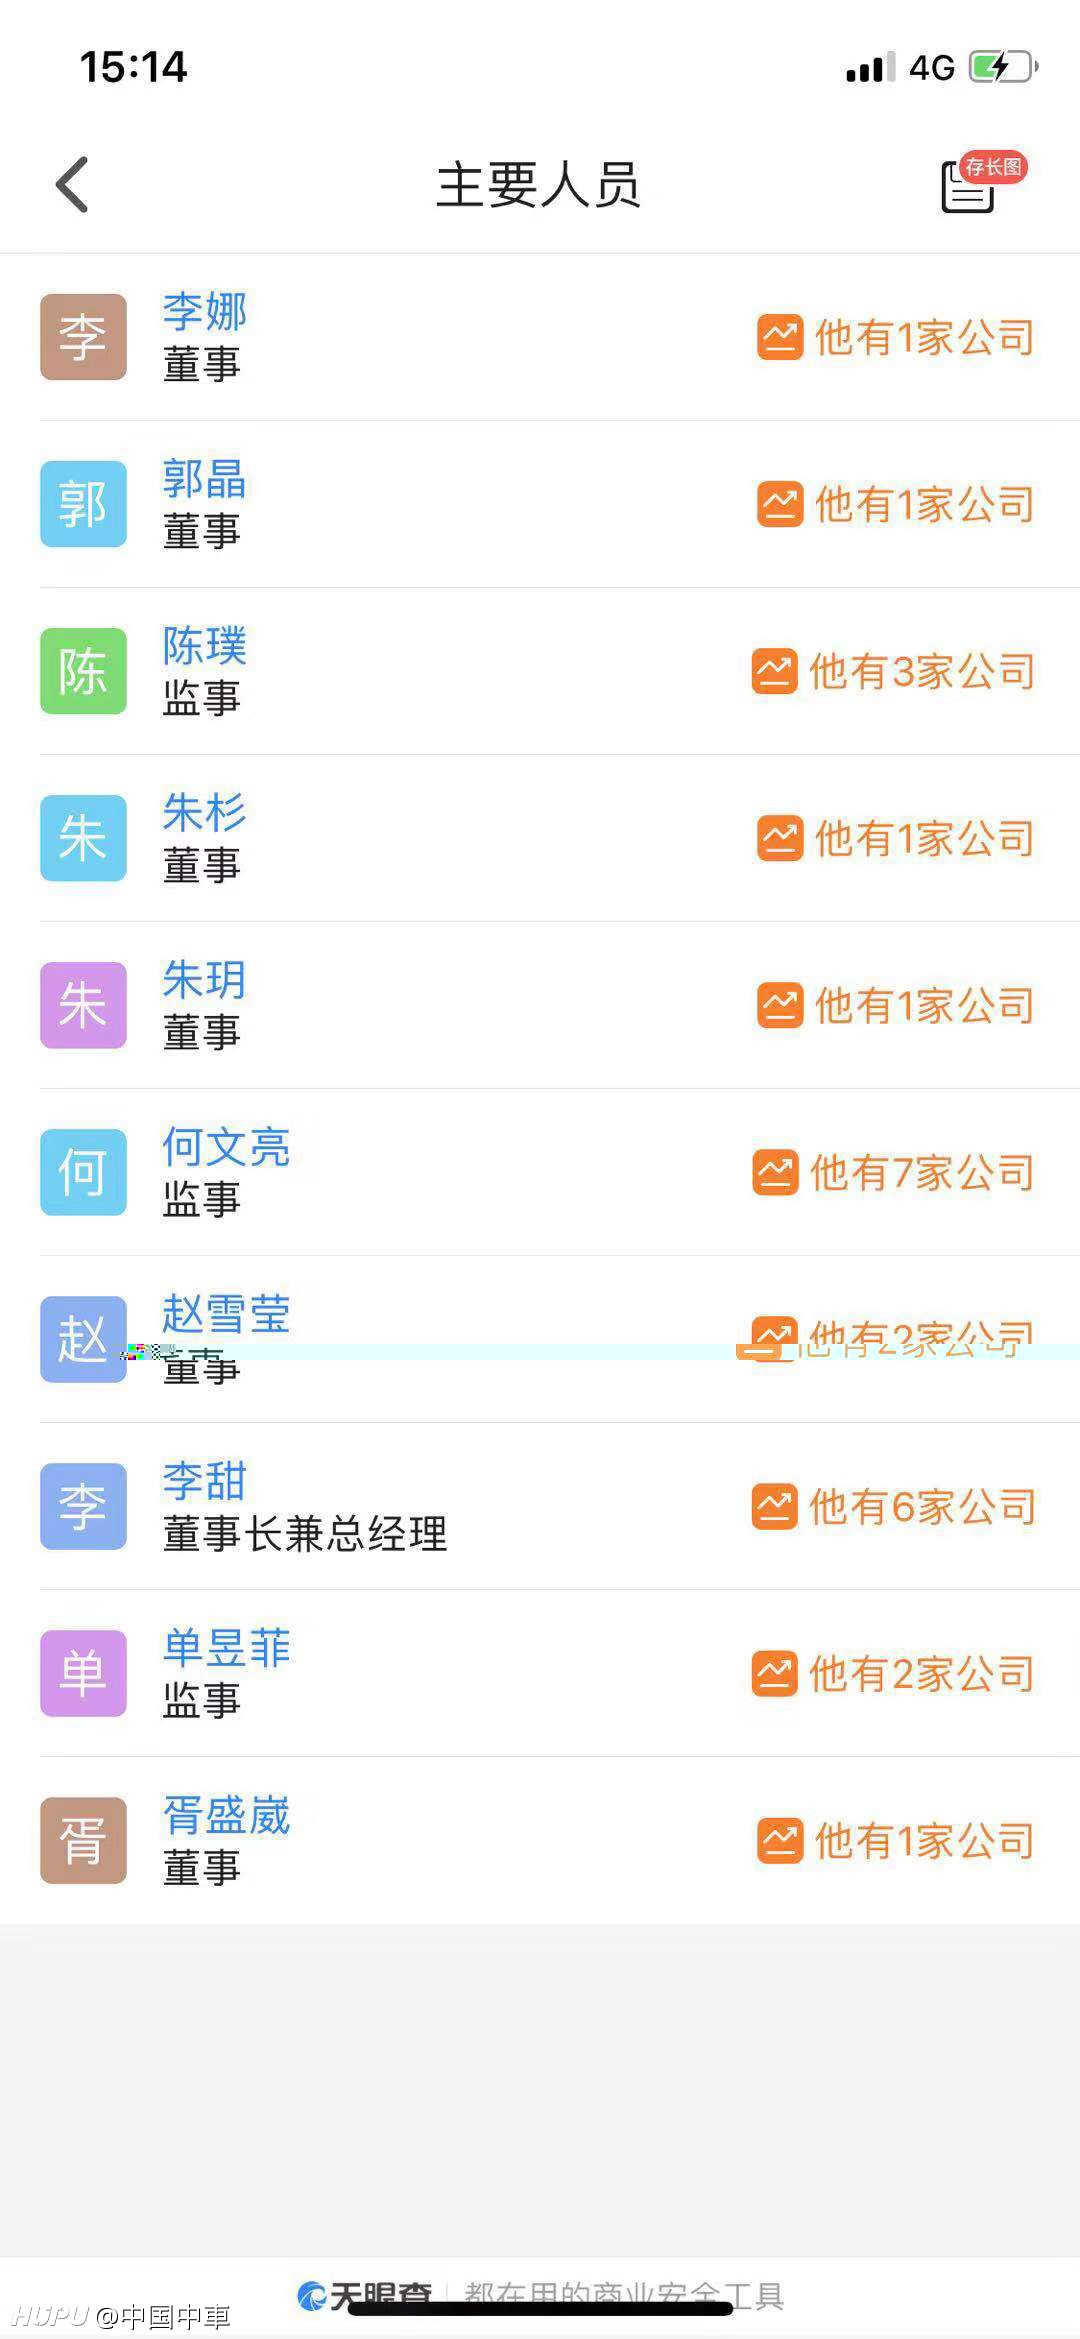 15:14
4G
主要人员
存长图
李
李娜
董事
他有1家公司
郭
郭晶
董事
他有1家公司
陈
陈璞
监事
他有3家公司
朱
朱杉
董事
他有1家公司
朱
朱玥
董事
他有1家公司
何
何文亮
监事
他有7家公司
赵
赵雪莹
董事
他有2家公司
李
李甜
董事长兼总经理
他有6家公司
单
单昱菲
监事
他有2家公司
胥
胥盛崴
董事
他有1家公司
天眼查 都在用的商业安全工具
HUPU @中国中車